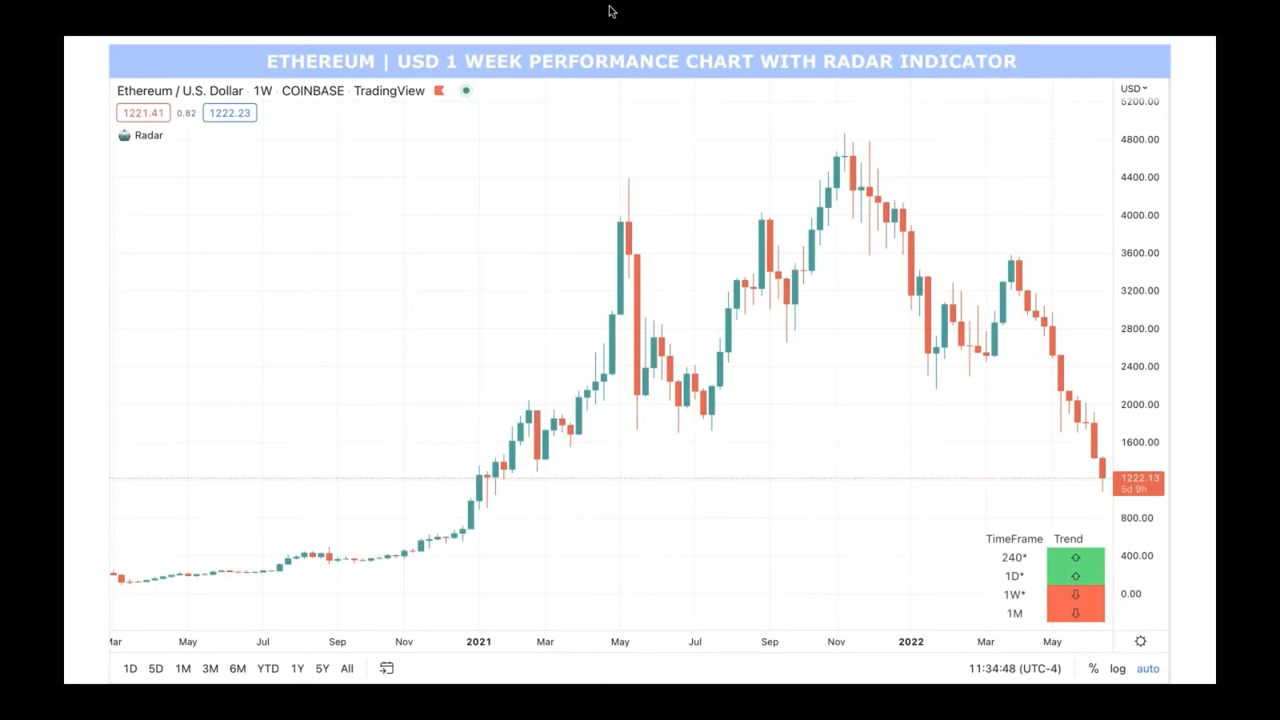 ETHEREUM | USD 1 WEEK PERFORMANCE CHART WITH RADAR INDICATOR
Ethereum / U.S. Dollar · 1W · COINBASE · TradingView
USD
1221.41 0.82 1222.23
Radar
5200.00
4800.00
4400.00
4000.00
3600.00
3200.00
2800.00
2400.00
2000.00
1600.00
1222.13
5d 9h
800.00
400.00
0.00
TimeFrame Trend
240*
1D*
1W*
1M
Mar May Jul Sep Nov 2021 Mar May Jul Sep Nov 2022 Mar May
1D 5D 1M 3M 6M YTD 1Y 5Y All 11:34:48 (UTC-4) % log auto